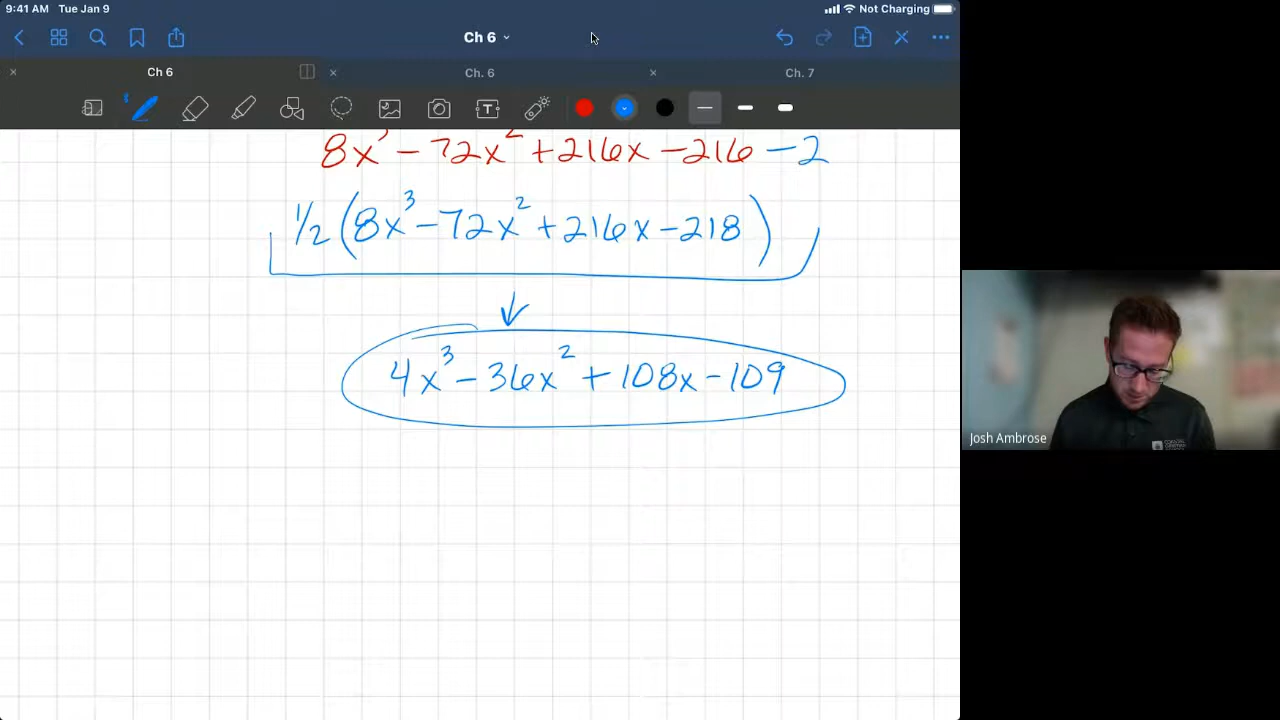 9:41 AM Tue Jan 9 Not Charging
Ch 6
Ch 6 Ch. 6 Ch. 7
8x³ - 72x² + 216x - 216 - 2
1/2 (8x³ - 72x² + 216x - 218)
4x³ - 36x² + 108x - 109
Josh Ambrose